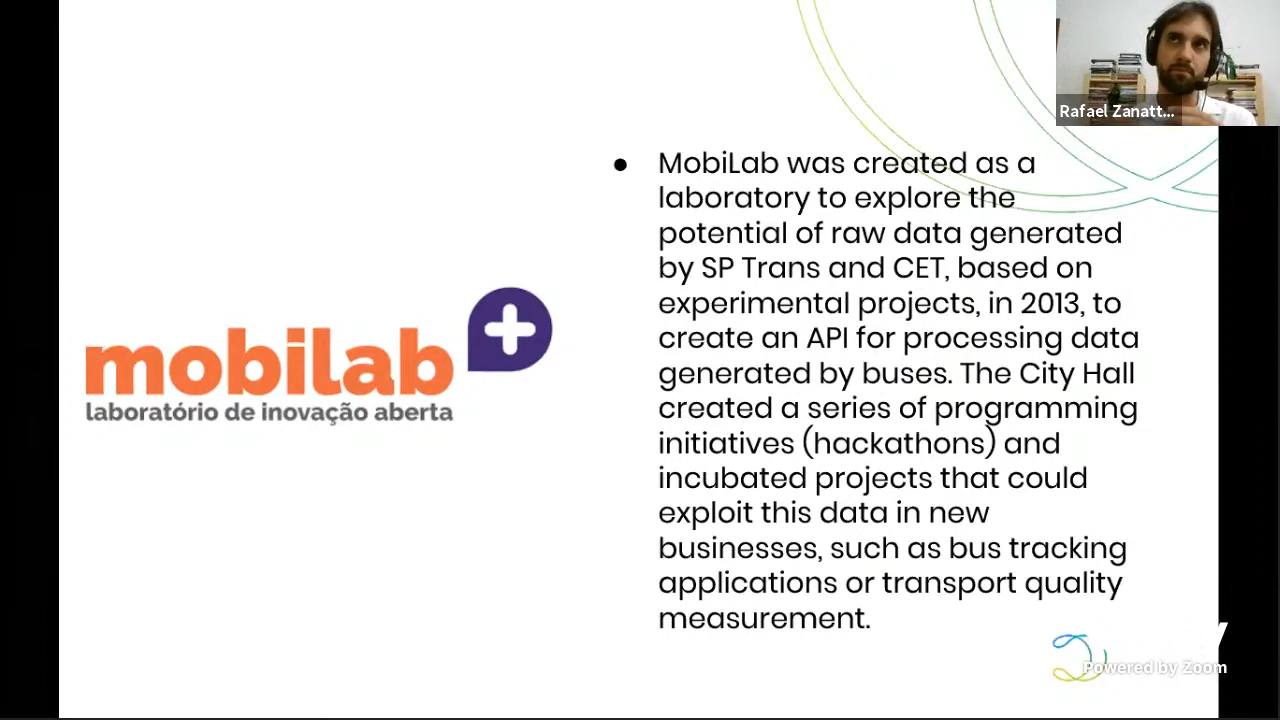 Rafael Zanatt...
● MobiLab was created as a
laboratory to explore the
potential of raw data generated
by SP Trans and CET, based on
experimental projects, in 2013, to
create an API for processing data
generated by buses. The City Hall
created a series of programming
initiatives (hackathons) and
incubated projects that could
exploit this data in new
businesses, such as bus tracking
applications or transport quality
measurement.
mobilab
laboratório de inovação aberta
Powered by Zoom